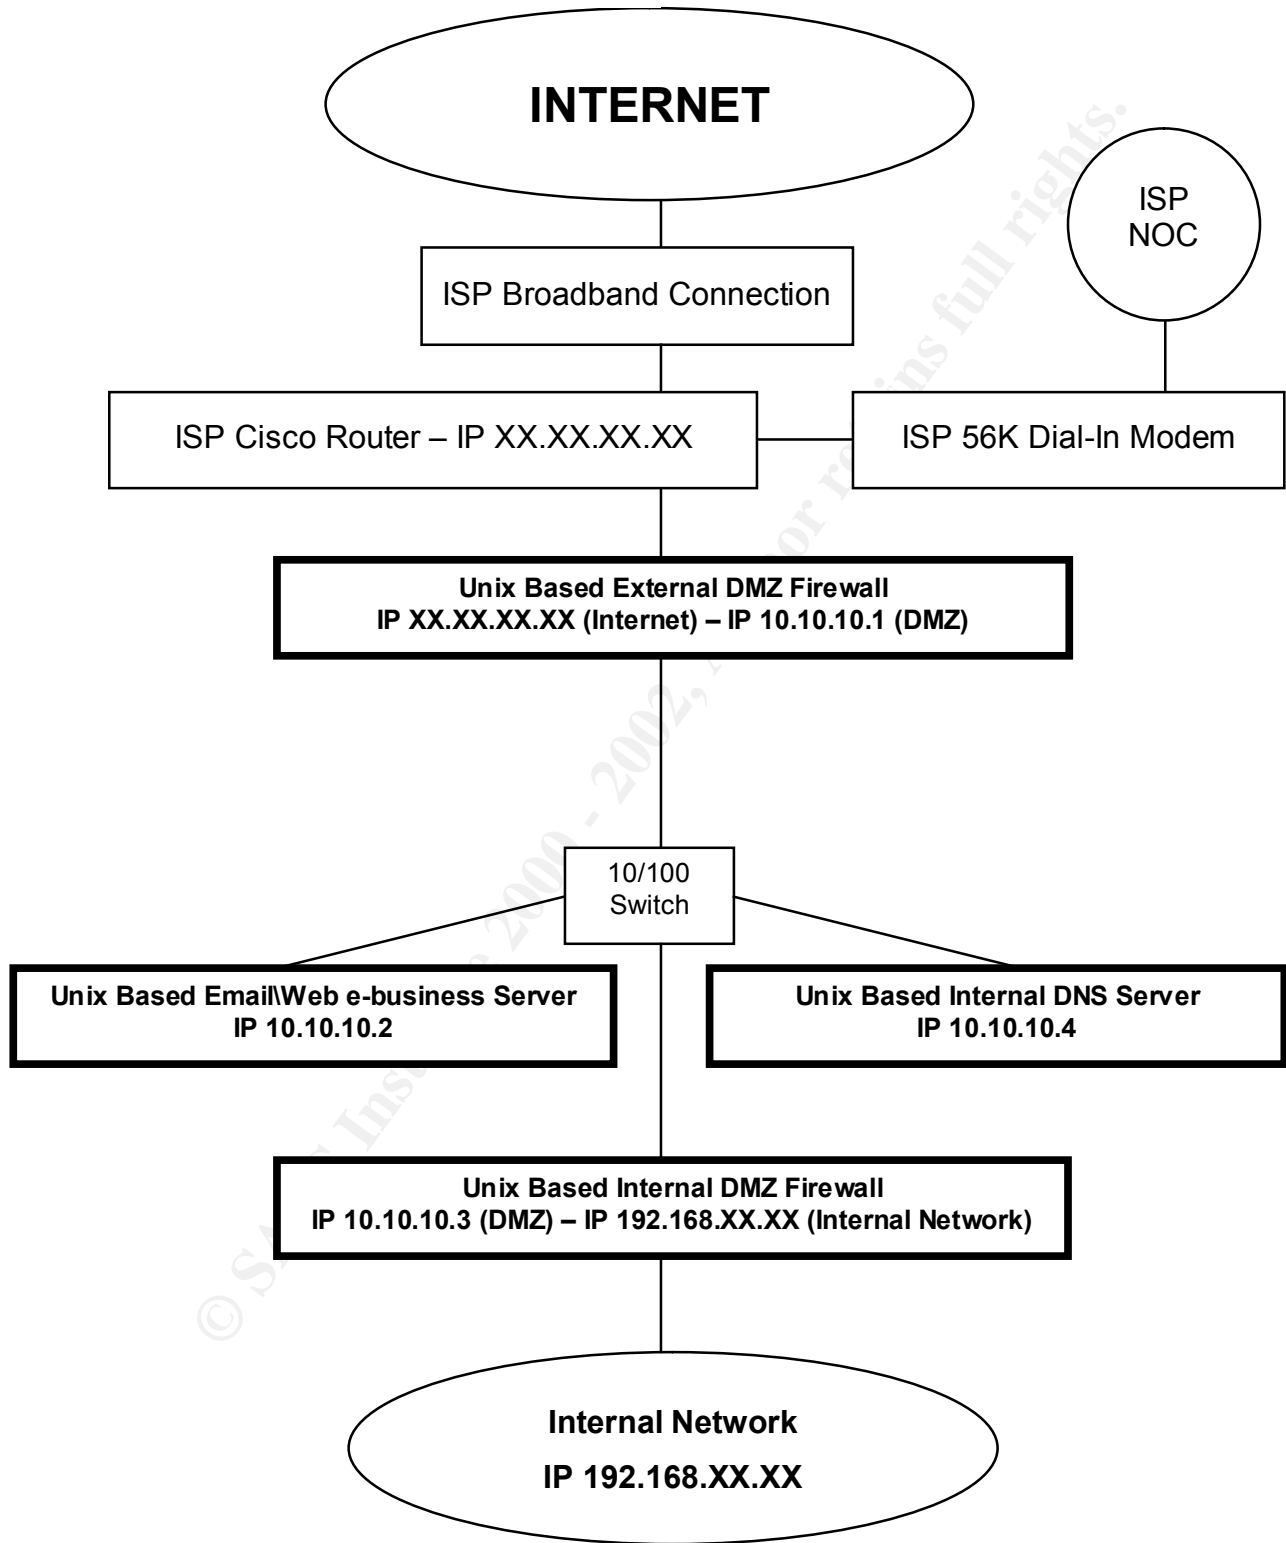 INTERNET
ISP
NOC
ISP Broadband Connection
ISP Cisco Router – IP XX.XX.XX.XX
ISP 56K Dial-In Modem
Unix Based External DMZ Firewall
IP XX.XX.XX.XX (Internet) – IP 10.10.10.1 (DMZ)
10/100
Switch
Unix Based Email\Web e-business Server
IP 10.10.10.2
Unix Based Internal DNS Server
IP 10.10.10.4
Unix Based Internal DMZ Firewall
IP 10.10.10.3 (DMZ) – IP 192.168.XX.XX (Internal Network)
Internal Network
IP 192.168.XX.XX
© 2000 - 2002, full rights.